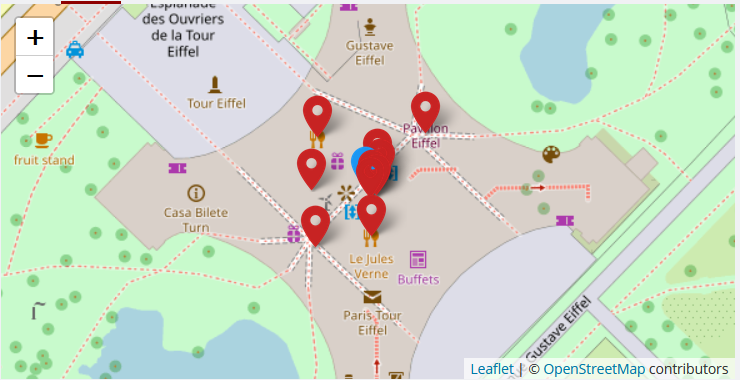 Esplanade
des Ouvriers
de la Tour
Eiffel
+
−
Gustave
Eiffel
Tour Eiffel
Pavillon
Eiffel
fruit stand
Casa Bilete
Turn
Le Jules
Verne
Buffets
Paris Tour
Eiffel
Gustave Eiffel
Leaflet | © OpenStreetMap contributors